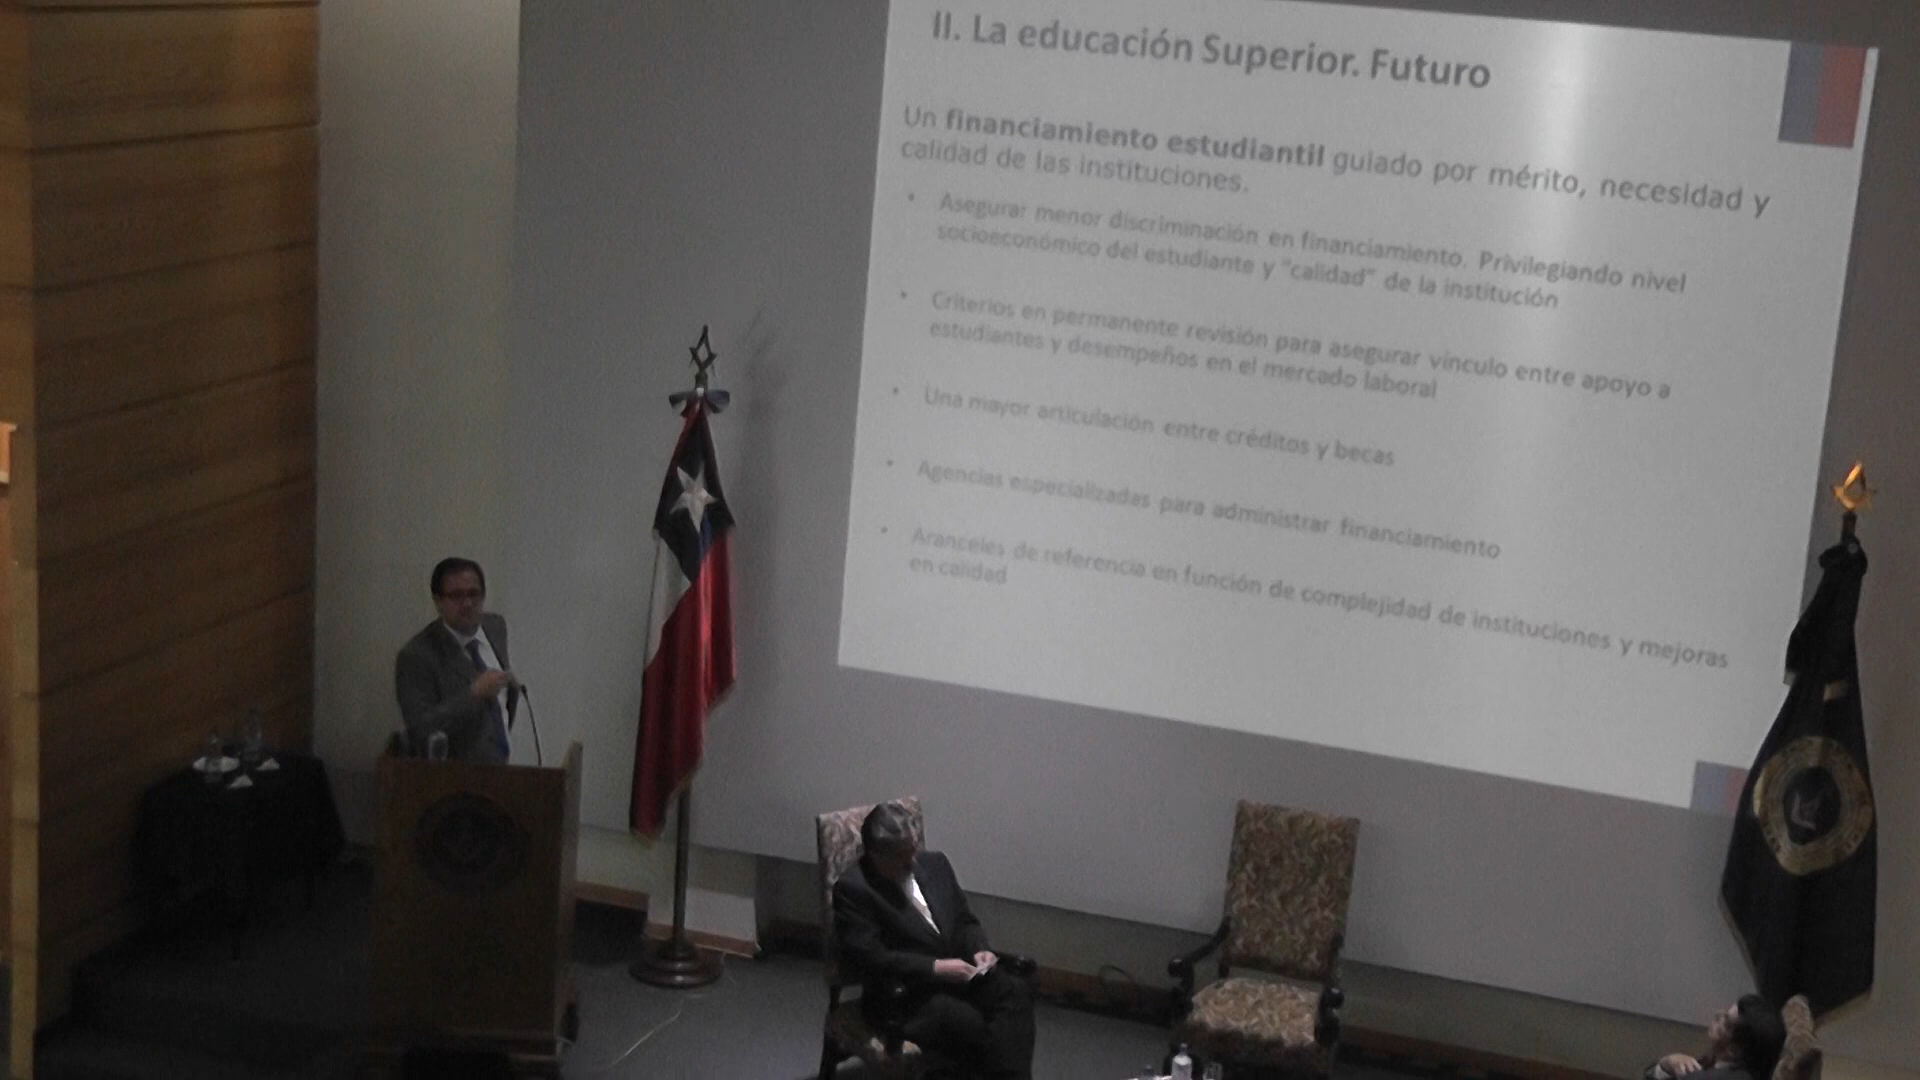 II. La educación Superior. Futuro
Un financiamiento estudiantil guiado por mérito, necesidad y
calidad de las instituciones.
• Asegurar menor discriminación en financiamiento. Privilegiando nivel
socioeconómico del estudiante y "calidad" de la institución
• Criterios en permanente revisión para asegurar vínculo entre apoyo a
estudiantes y desempeños en el mercado laboral
• Una mayor articulación entre créditos y becas
• Agencias especializadas para administrar financiamiento
• Aranceles de referencia en función de complejidad de instituciones y mejoras
en calidad